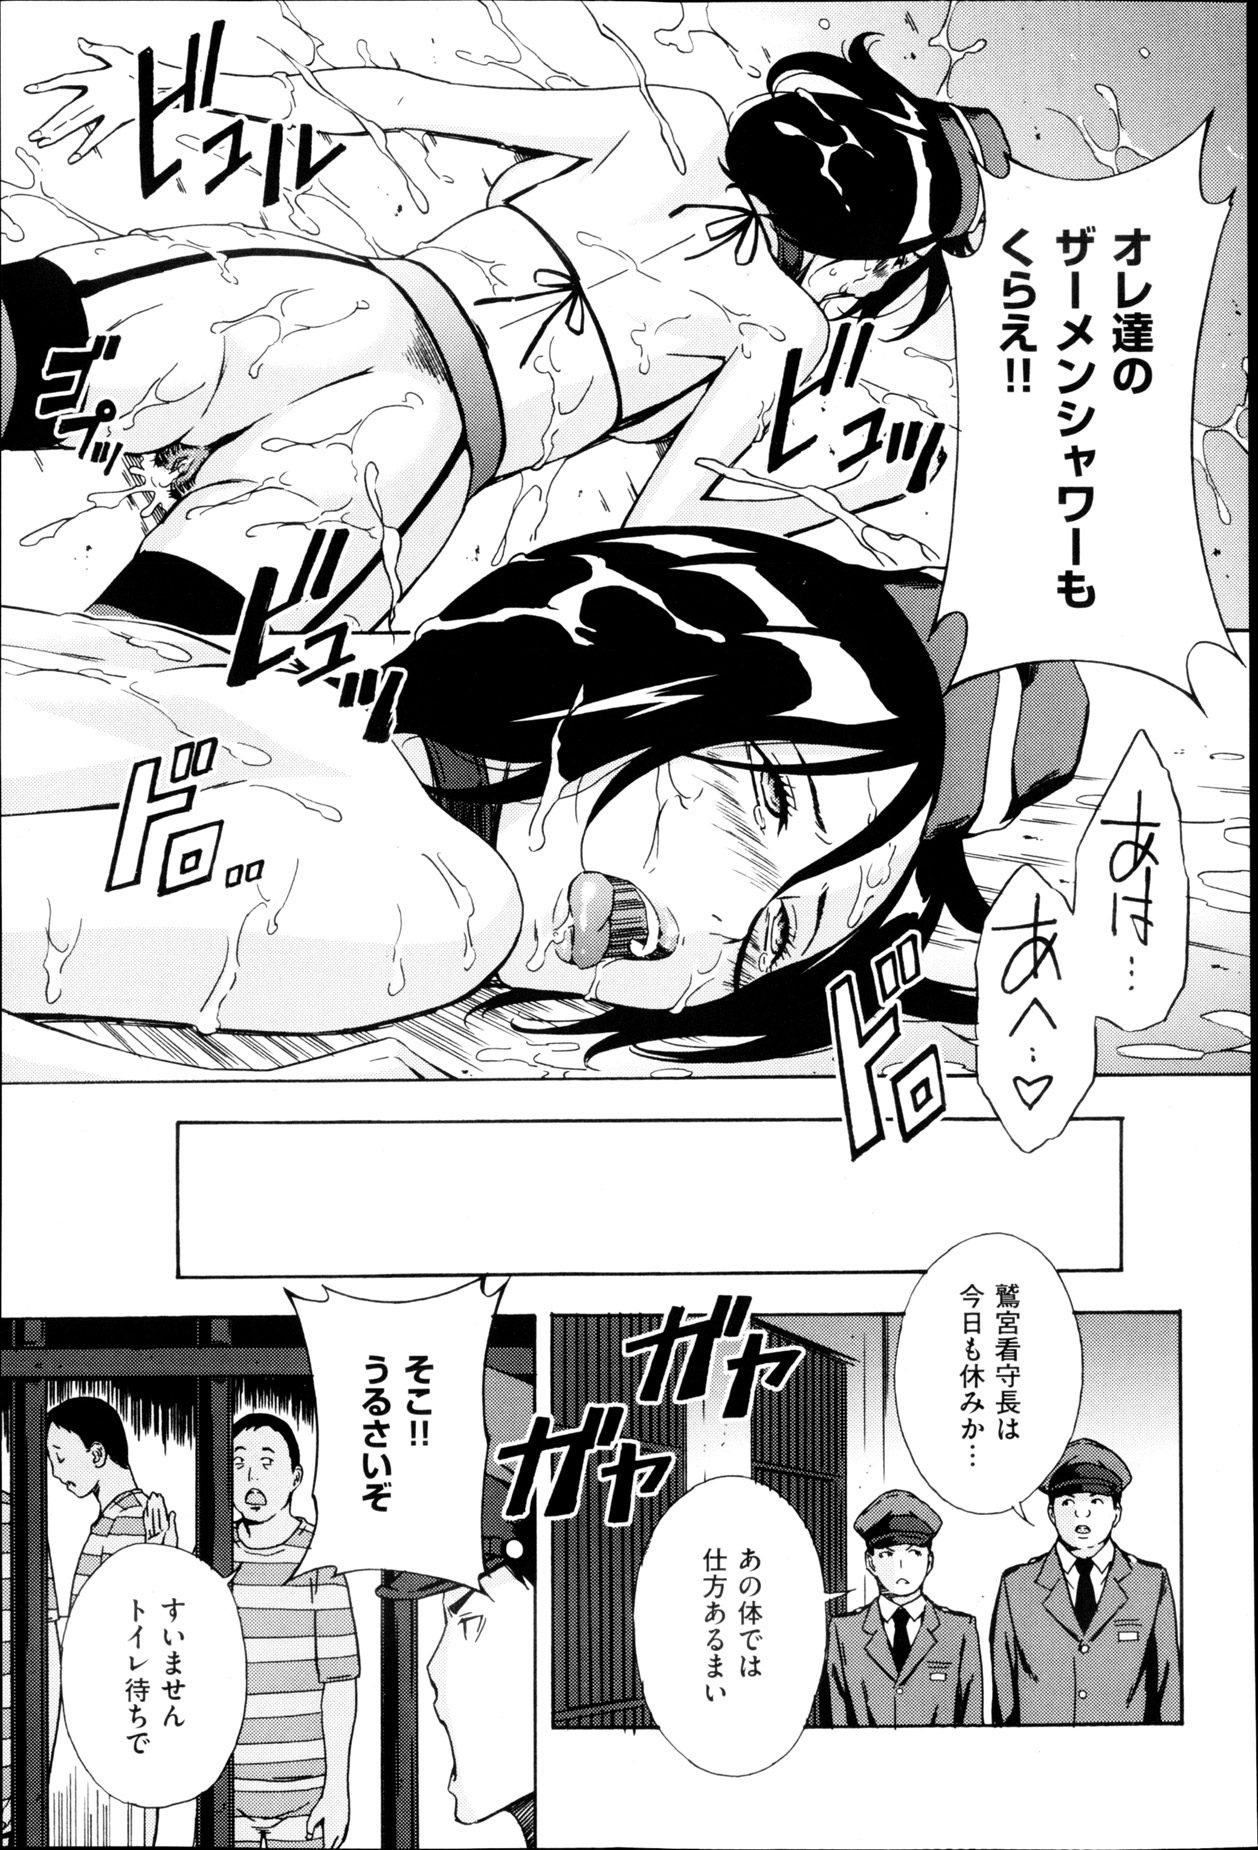 オレ達の
ザーメンシャワーも
くらえ!!
ビュルル
ビュッ
ゴプッ
ビュッ
あは…
あへ…♡
ドロ‥
ドロ
鷲宮看守長は
今日も休みか…
あの体では
仕方あるまい
ガヤ
ガヤ
そこ!!
うるさいぞ
すいません
トイレ待ちで